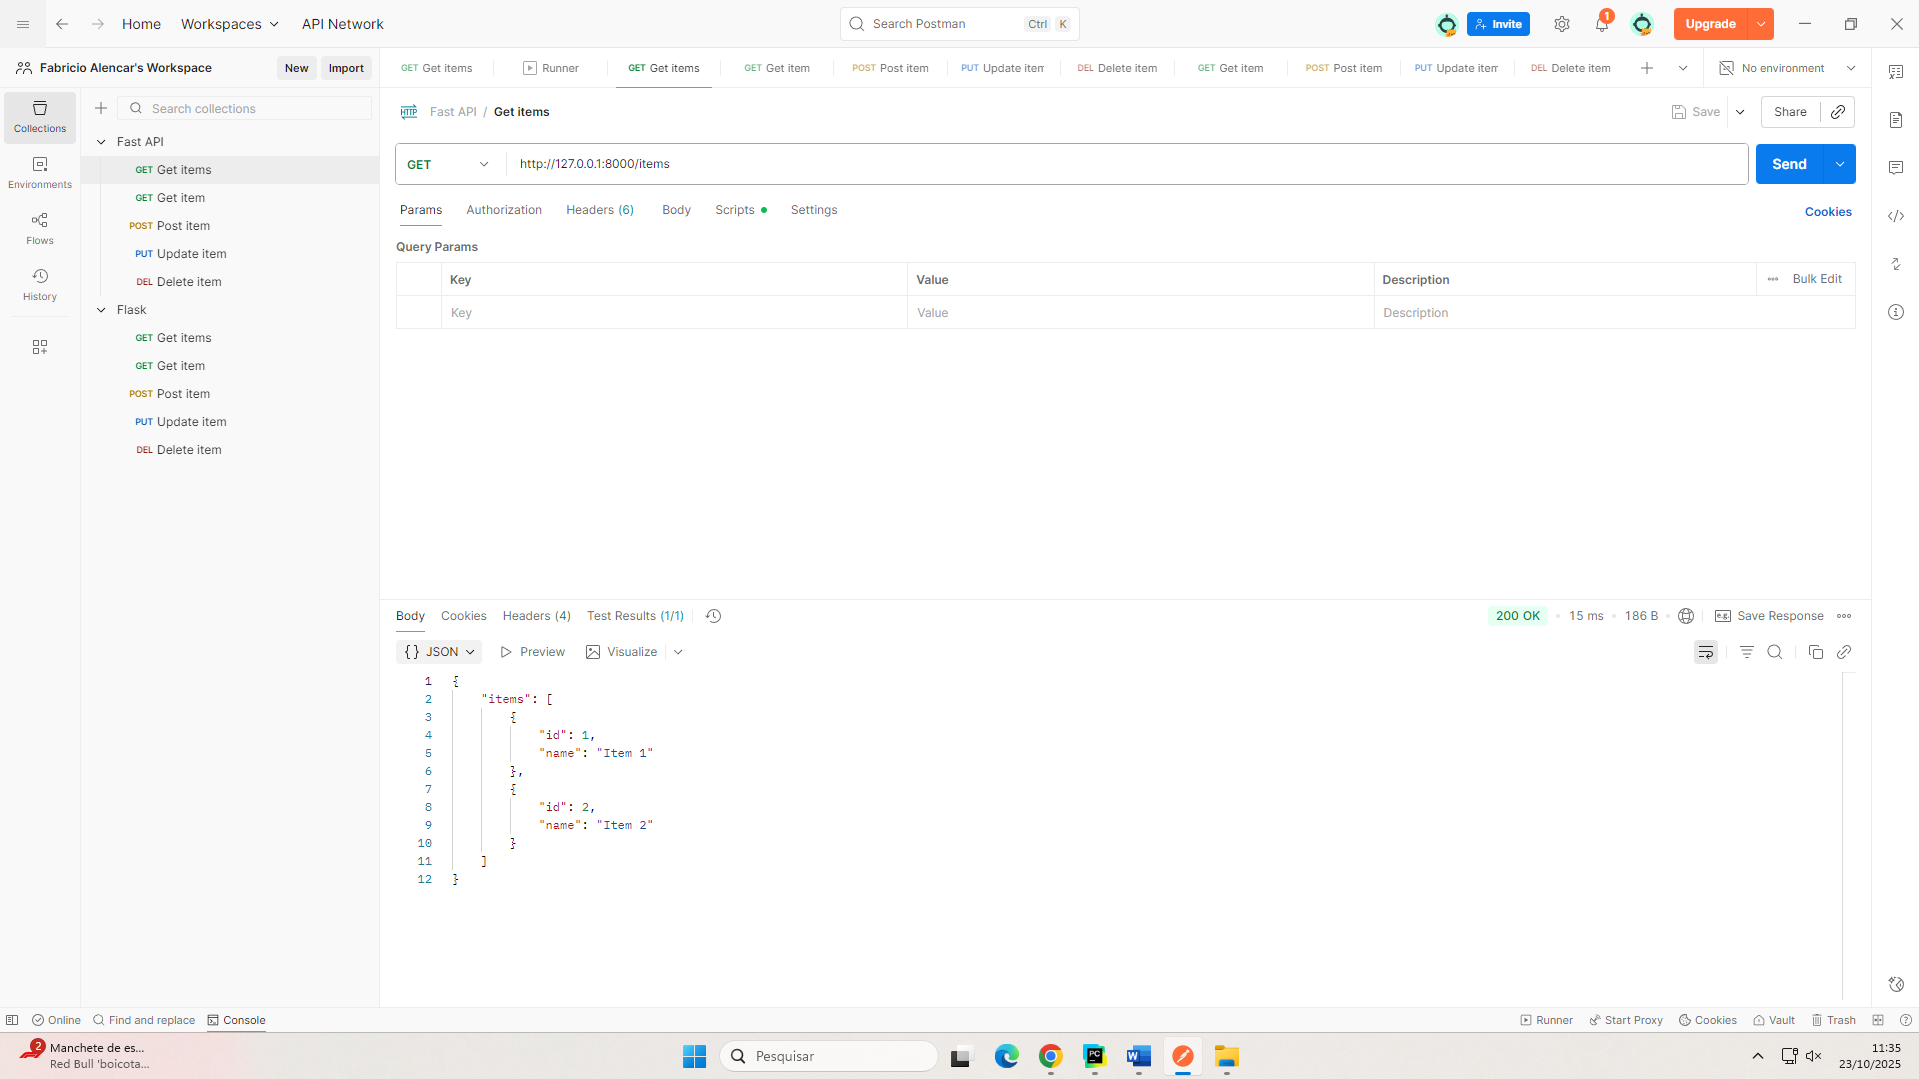 Home
Workspaces
API Network
Search Postman
Ctrl K
Invite
1
Upgrade
Fabricio Alencar's Workspace
New
Import
GET Get items
Runner
GET Get items
GET Get item
POST Post item
PUT Update item
DEL Delete item
GET Get item
POST Post item
PUT Update item
DEL Delete item
No environment
Collections
Environments
Flows
History
Search collections
Fast API
GET Get items
GET Get item
POST Post item
PUT Update item
DEL Delete item
Flask
GET Get items
GET Get item
POST Post item
PUT Update item
DEL Delete item
HTTP
Fast API / Get items
Save
Share
GET
http://127.0.0.1:8000/items
Send
Params
Authorization
Headers (6)
Body
Scripts
Settings
Cookies
Query Params
Key
Value
Description
Bulk Edit
Key
Value
Description
Body
Cookies
Headers (4)
Test Results (1/1)
200 OK
15 ms
186 B
e.g.
Save Response
{} JSON
Preview
Visualize
1 {
2 "items": [
3 {
4 "id": 1,
5 "name": "Item 1"
6 },
7 {
8 "id": 2,
9 "name": "Item 2"
10 }
11 ]
12 }
Online
Find and replace
Console
Runner
Start Proxy
Cookies
Vault
Trash
2
Manchete de es...
Red Bull 'boicota...
Pesquisar
PC
W
11:35
23/10/2025